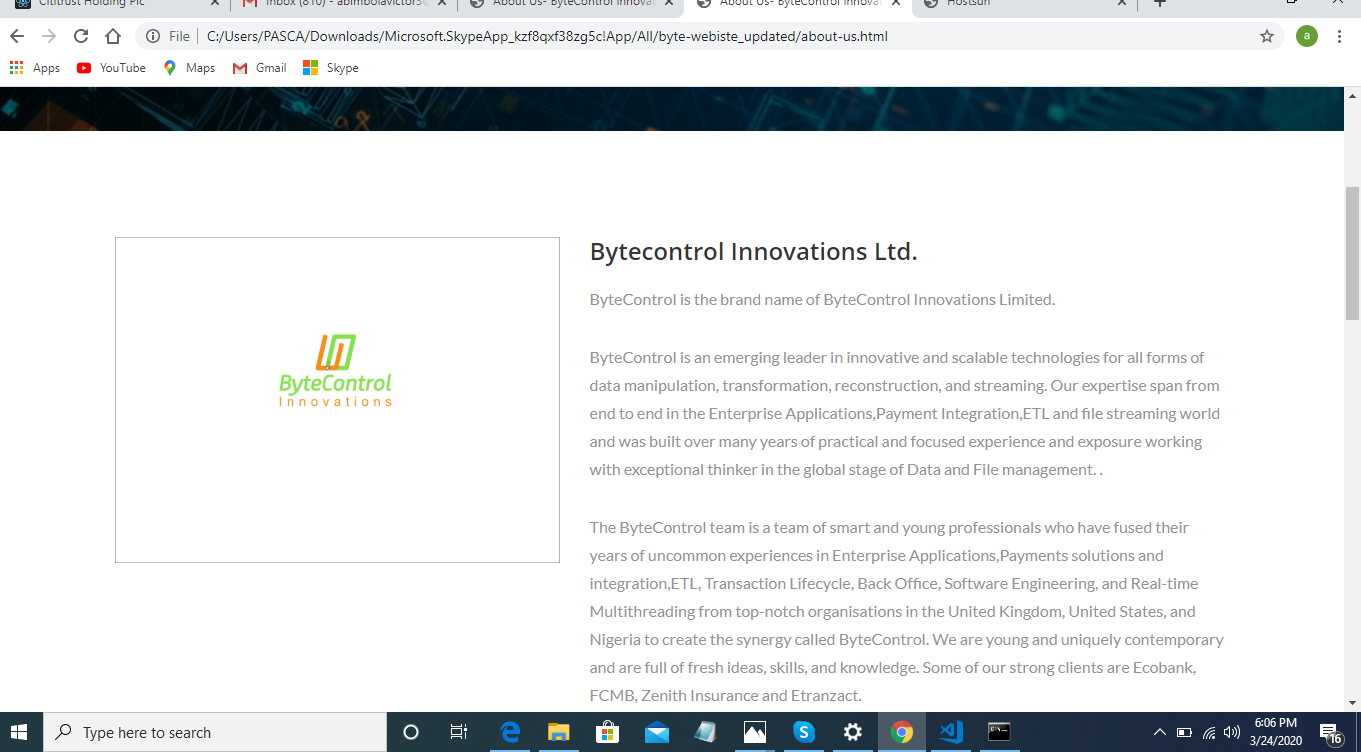 Cititrust Holding Plc
Inbox (810) - abimbolavictor3@
About Us- ByteControl Innovat
About Us- ByteControl Innovat
Hostsun
File
C:/Users/PASCA/Downloads/Microsoft.SkypeApp_kzf8qxf38zg5c!App/All/byte-webiste_updated/about-us.html
a
Apps
YouTube
Maps
Gmail
Skype
ByteControl
Innovations
Bytecontrol Innovations Ltd.
ByteControl is the brand name of ByteControl Innovations Limited.
ByteControl is an emerging leader in innovative and scalable technologies for all forms of
data manipulation, transformation, reconstruction, and streaming. Our expertise span from
end to end in the Enterprise Applications,Payment Integration,ETL and file streaming world
and was built over many years of practical and focused experience and exposure working
with exceptional thinker in the global stage of Data and File management. .
The ByteControl team is a team of smart and young professionals who have fused their
years of uncommon experiences in Enterprise Applications,Payments solutions and
integration,ETL, Transaction Lifecycle, Back Office, Software Engineering, and Real-time
Multithreading from top-notch organisations in the United Kingdom, United States, and
Nigeria to create the synergy called ByteControl. We are young and uniquely contemporary
and are full of fresh ideas, skills, and knowledge. Some of our strong clients are Ecobank,
FCMB, Zenith Insurance and Etranzact.
Type here to search
6:06 PM
3/24/2020
16